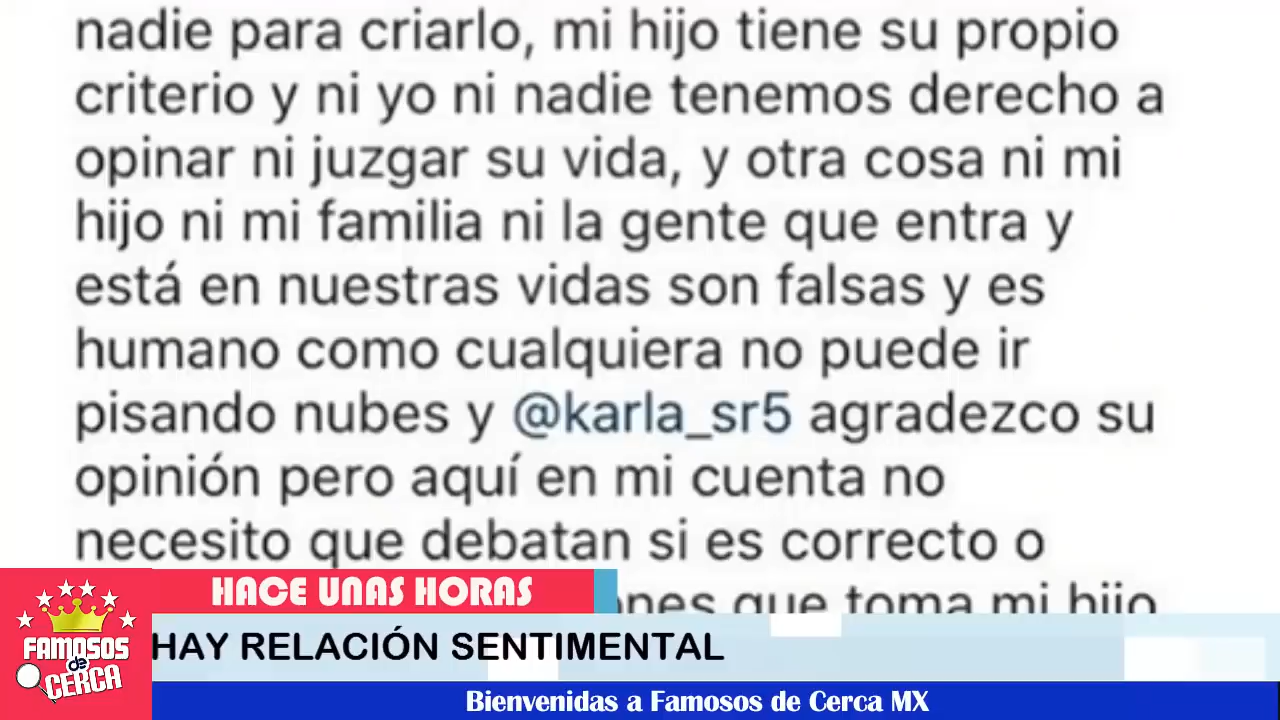 nadie para criarlo, mi hijo tiene su propio
criterio y ni yo ni nadie tenemos derecho a
opinar ni juzgar su vida, y otra cosa ni mi
hijo ni mi familia ni la gente que entra y
está en nuestras vidas son falsas y es
humano como cualquiera no puede ir
pisando nubes y @karla_sr5 agradezco su
opinión pero aquí en mi cuenta no
necesito que debatan si es correcto o
que toma mi hijo
HACE UNAS HORAS
HAY RELACIÓN SENTIMENTAL
FAMOSOS
de
CERCA
Bienvenidas a Famosos de Cerca MX